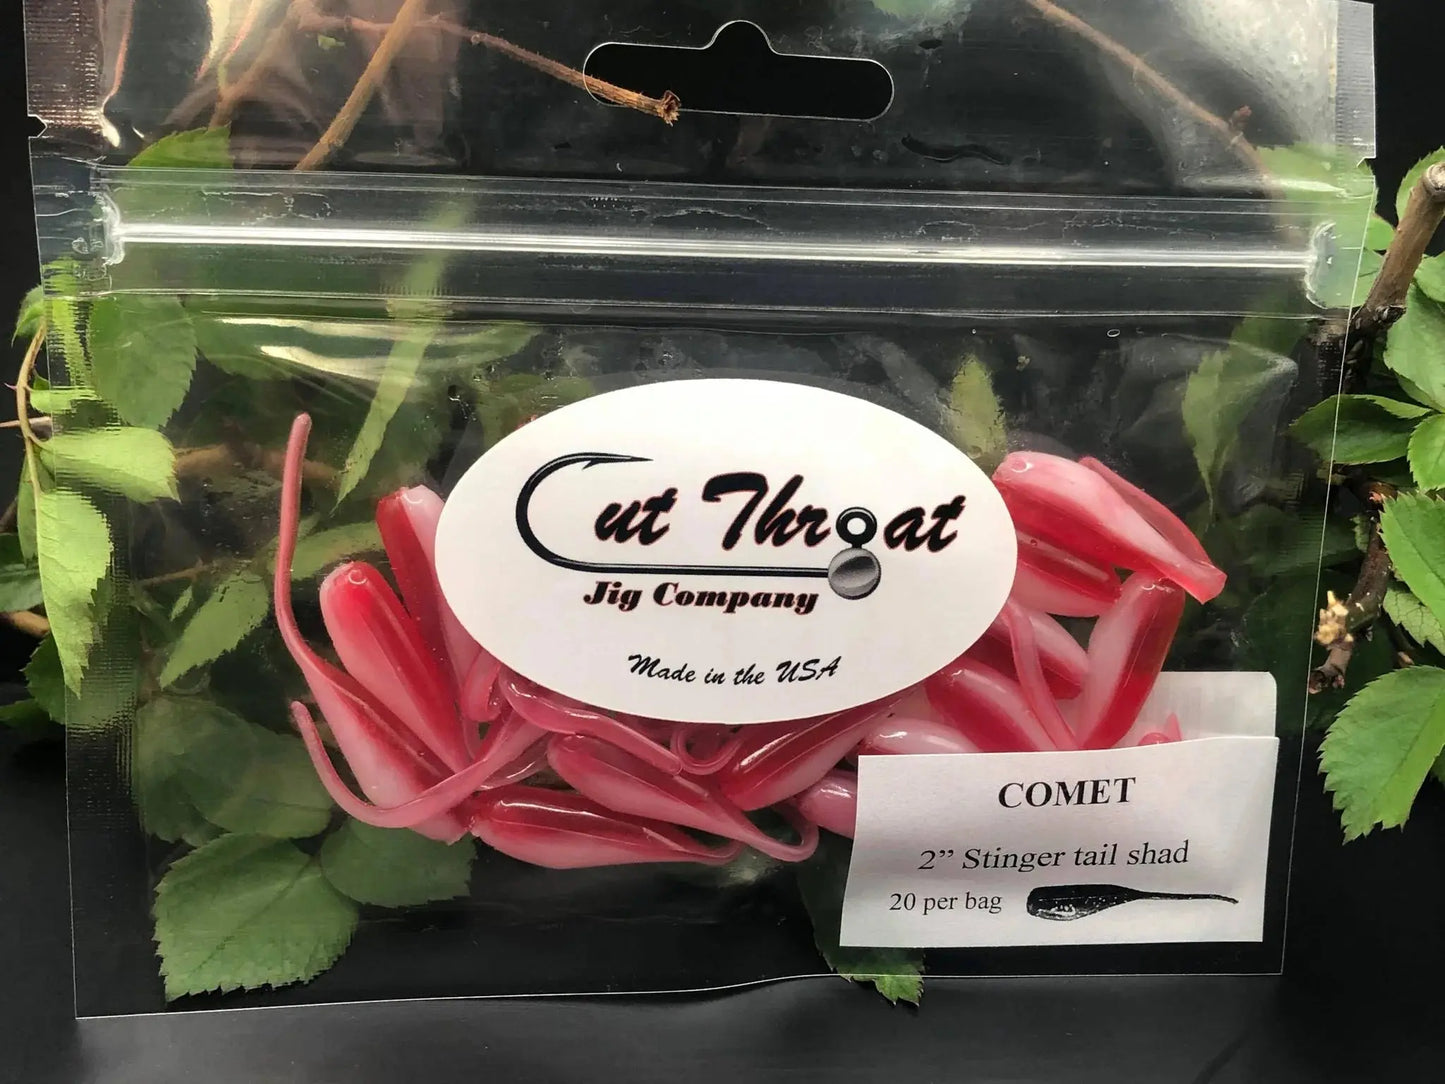 Cut Throat
Jig Company
Made in the USA
COMET
2” Stinger tail shad
20 per bag